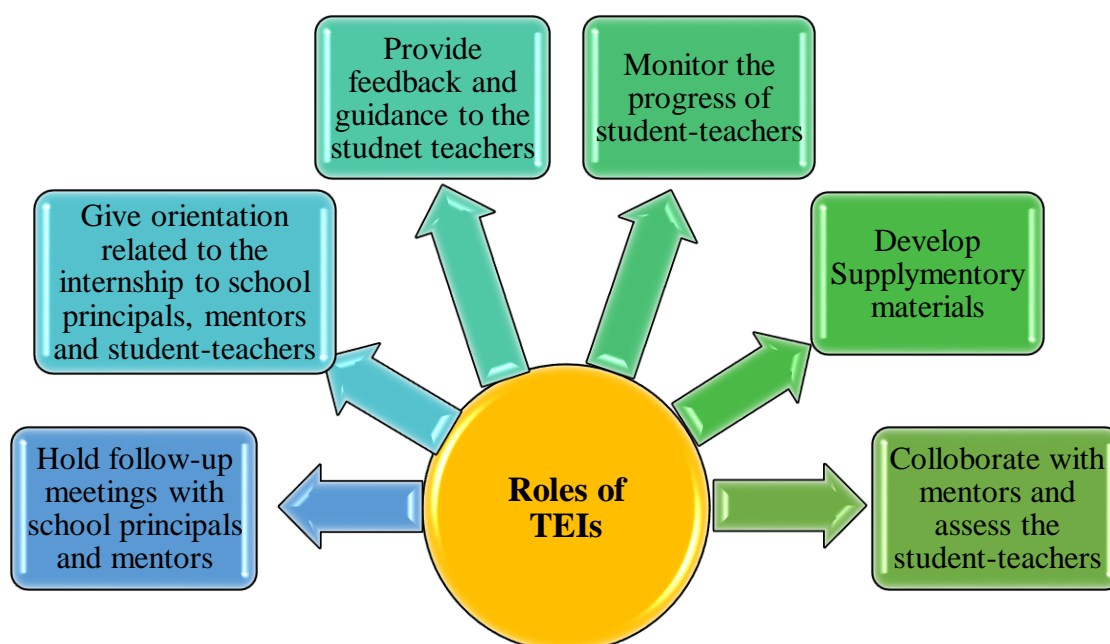 Provide
feedback and
guidance to the
studnet teachers
Monitor the
progress of
student-teachers
Give orientation
related to the
internship to school
principals, mentors
and student-teachers
Develop
Supplymentory
materials
Hold follow-up
meetings with
school principals
and mentors
Roles of
TEIs
Colloborate with
mentors and
assess the
student-teachers